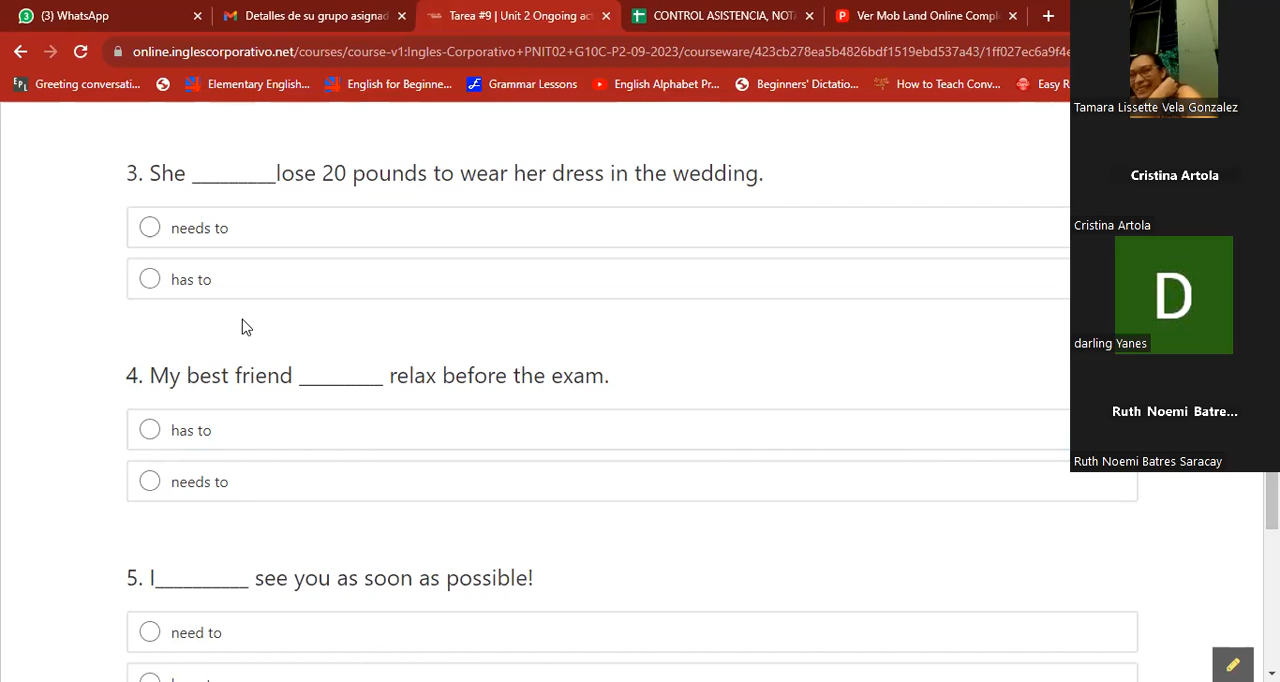 (3) WhatsApp
Detalles de su grupo asignad
Tarea #9 | Unit 2 Ongoing ac
CONTROL ASISTENCIA, NOTA
Ver Mob Land Online Compl
online.inglescorporativo.net/courses/course-v1:Ingles-Corporativo+PNIT02+G10C-P2-09-2023/courseware/423cb278ea5b4826bdf1519ebd537a43/1ff027ec6a9f4e
Greeting conversati...
Elementary English...
English for Beginne...
Grammar Lessons
English Alphabet Pr...
Beginners' Dictatio...
How to Teach Conv...
Easy R
3. She _________lose 20 pounds to wear her dress in the wedding.
needs to
has to
4. My best friend _________ relax before the exam.
has to
needs to
5. I__________ see you as soon as possible!
need to
Tamara Lissette Vela Gonzalez
Cristina Artola
Cristina Artola
D
darling Yanes
Ruth Noemi Batre...
Ruth Noemi Batres Saracay